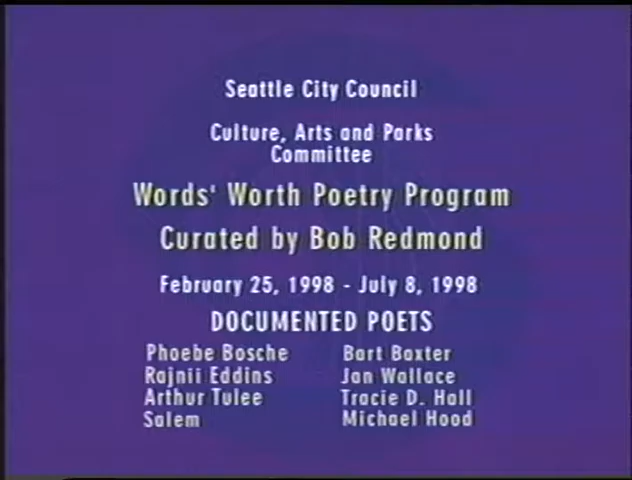 Seattle City Council
Culture, Arts and Parks
Committee
Words' Worth Poetry Program
Curated by Bob Redmond
February 25, 1998 - July 8, 1998
DOCUMENTED POETS
Phoebe Bosche
Rajnii Eddins
Arthur Tulee
Salem
Bart Baxter
Jan Wallace
Tracie D. Hall
Michael Hood